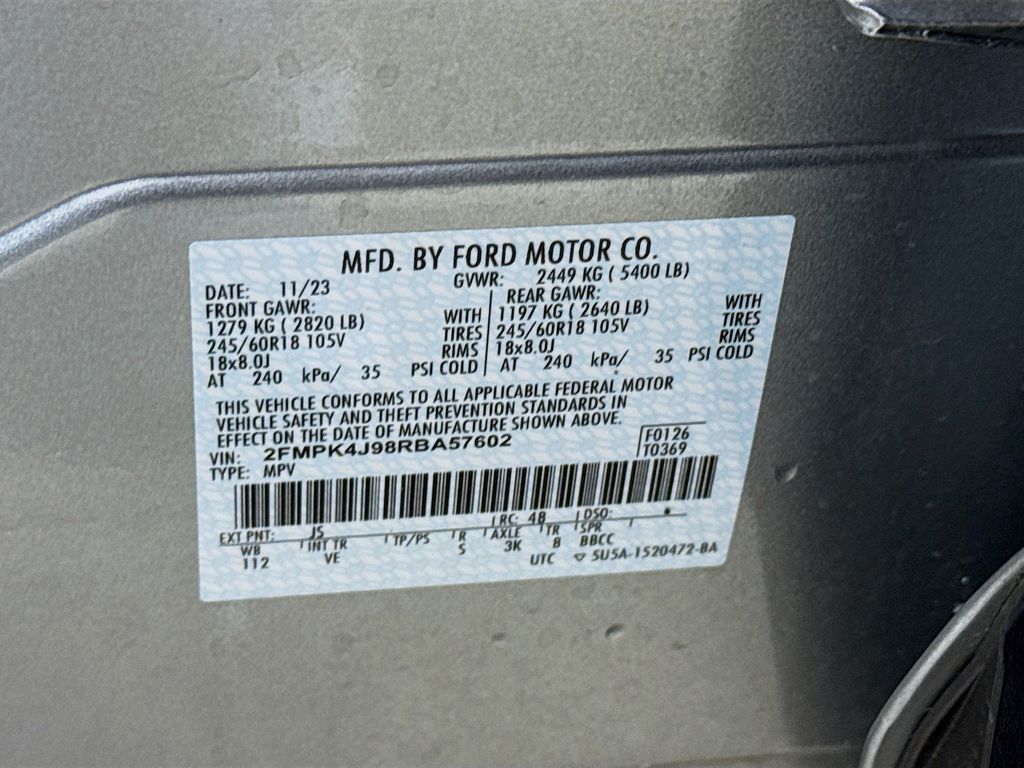 MFD. BY FORD MOTOR CO.
DATE: 11/23 GVWR: 2449 KG ( 5400 LB)
FRONT GAWR: REAR GAWR:
1279 KG ( 2820 LB) WITH 1197 KG ( 2640 LB) WITH
245/60R18 105V TIRES 245/60R18 105V TIRES
18x8.0J RIMS 18x8.0J RIMS
AT 240 kPa/ 35 PSI COLD AT 240 kPa/ 35 PSI COLD
THIS VEHICLE CONFORMS TO ALL APPLICABLE FEDERAL MOTOR
VEHICLE SAFETY AND THEFT PREVENTION STANDARDS IN
EFFECT ON THE DATE OF MANUFACTURE SHOWN ABOVE.
VIN: 2FMPK4J98RBA57602 F0126
TYPE: MPV T0369
EXT PNT: JS RC: 48 DSO:
WB INT TR TP/PS R AXLE TR SPR
112 VE S 3K 8 BBCC
UTC ▽ SU5A-1520472-BA